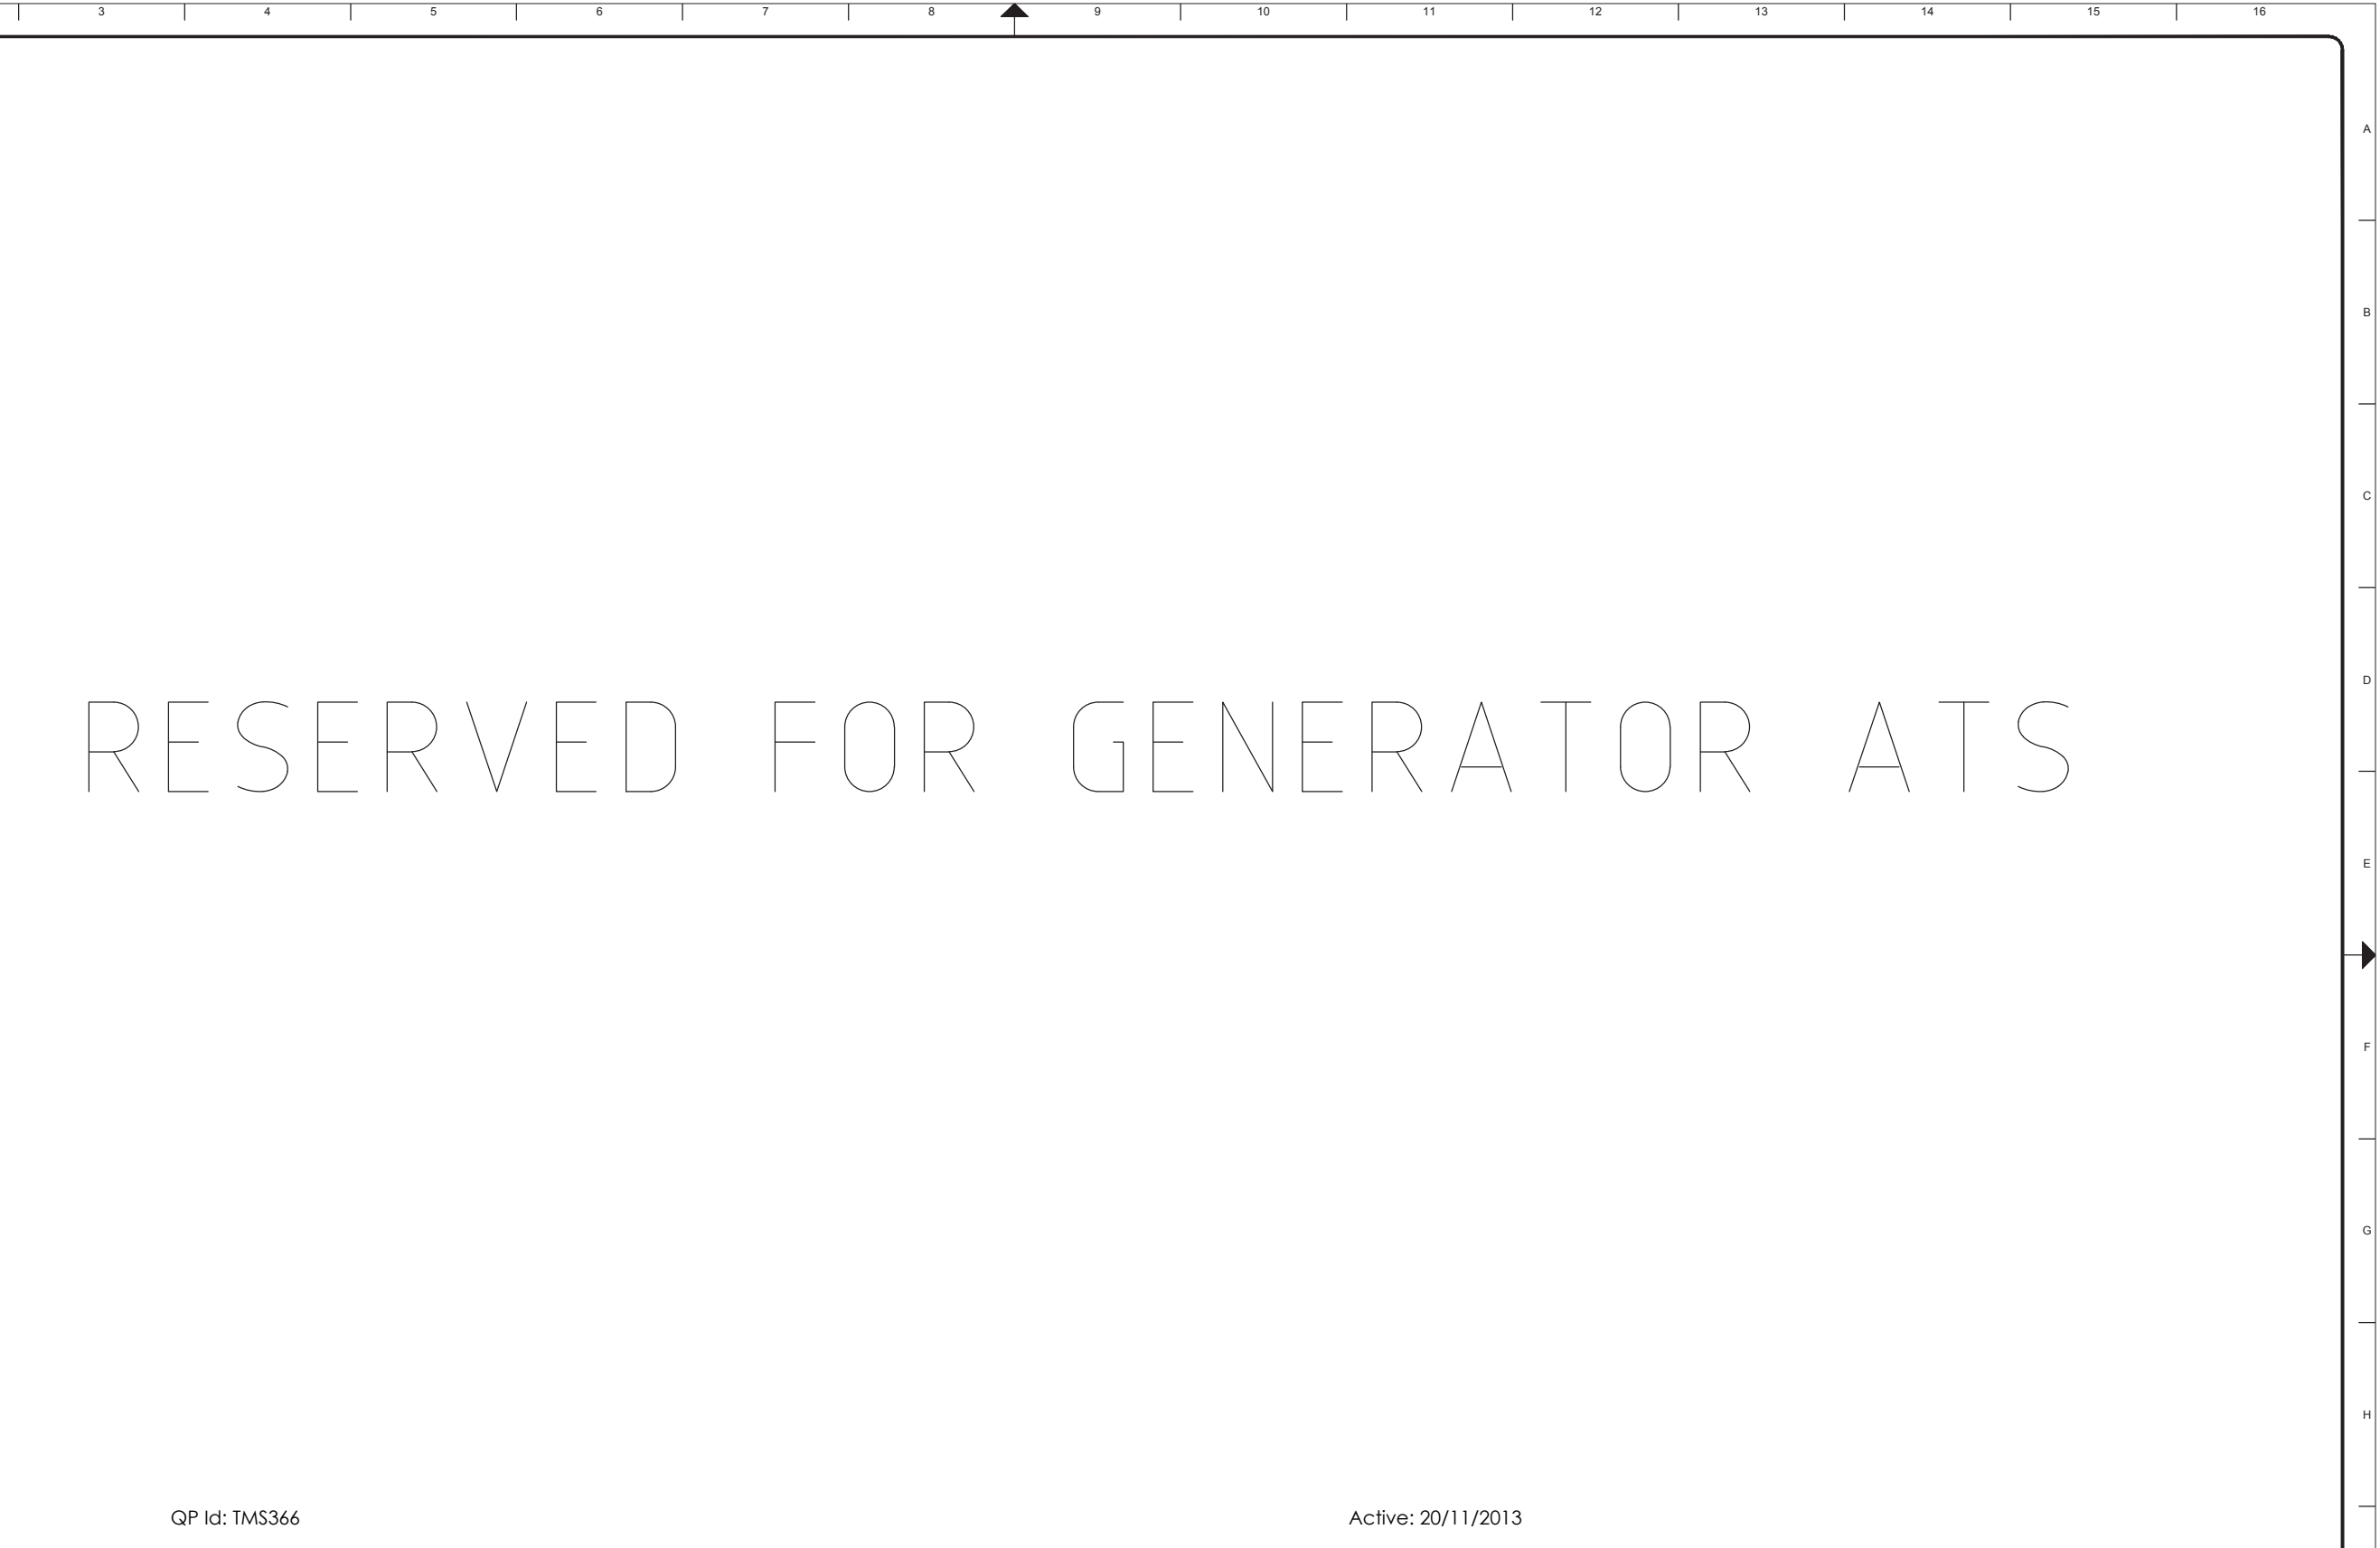 3 4 5 6 7 8 9 10 11 12 13 14 15 16
A
B
C
D
RESERVED FOR GENERATOR ATS
E
F
G
H
QP Id: TMS366 Active: 20/11/2013